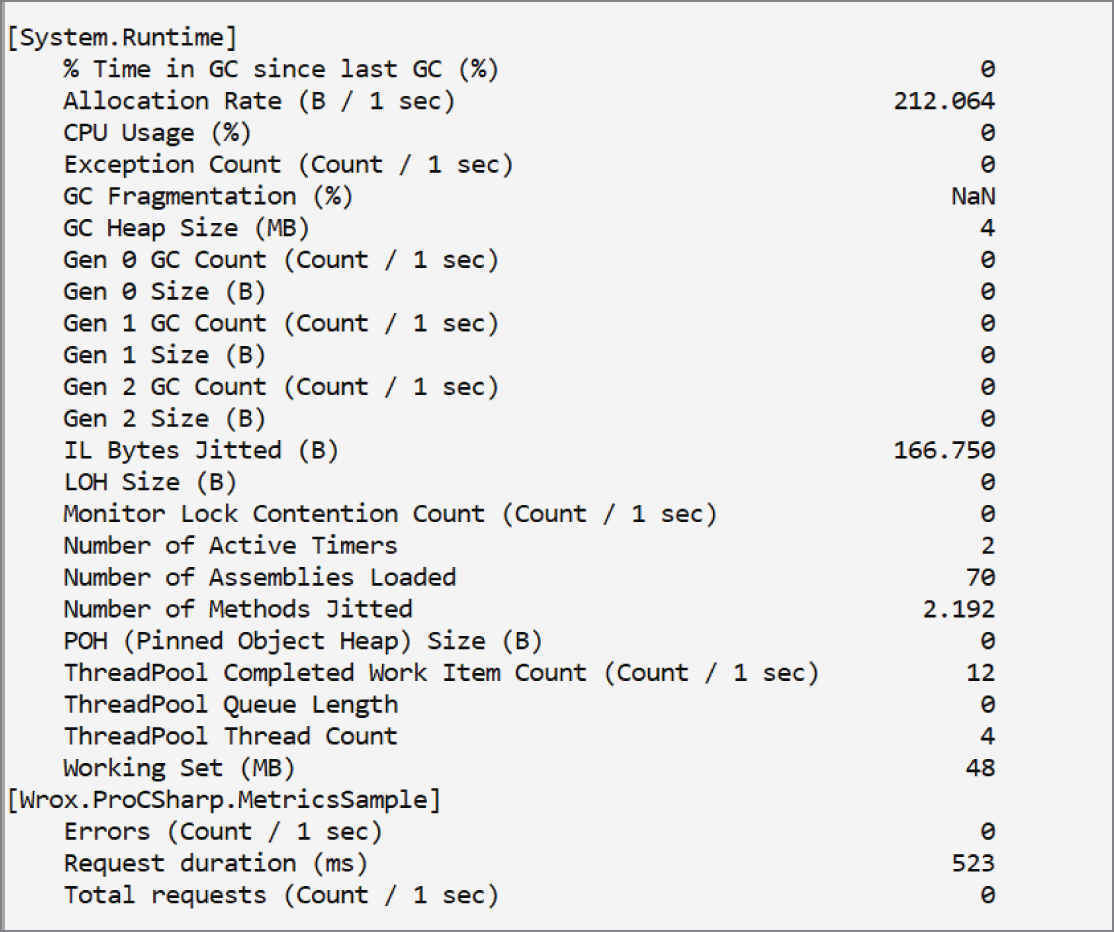 [System.Runtime]
% Time in GC since last GC (%) 0
Allocation Rate (B / 1 sec) 212.064
CPU Usage (%) 0
Exception Count (Count / 1 sec) 0
GC Fragmentation (%) NaN
GC Heap Size (MB) 4
Gen 0 GC Count (Count / 1 sec) 0
Gen 0 Size (B) 0
Gen 1 GC Count (Count / 1 sec) 0
Gen 1 Size (B) 0
Gen 2 GC Count (Count / 1 sec) 0
Gen 2 Size (B) 0
IL Bytes Jitted (B) 166.750
LOH Size (B) 0
Monitor Lock Contention Count (Count / 1 sec) 0
Number of Active Timers 2
Number of Assemblies Loaded 70
Number of Methods Jitted 2.192
POH (Pinned Object Heap) Size (B) 0
ThreadPool Completed Work Item Count (Count / 1 sec) 12
ThreadPool Queue Length 0
ThreadPool Thread Count 4
Working Set (MB) 48
[Wrox.ProCSharp.MetricsSample]
Errors (Count / 1 sec) 0
Request duration (ms) 523
Total requests (Count / 1 sec) 0